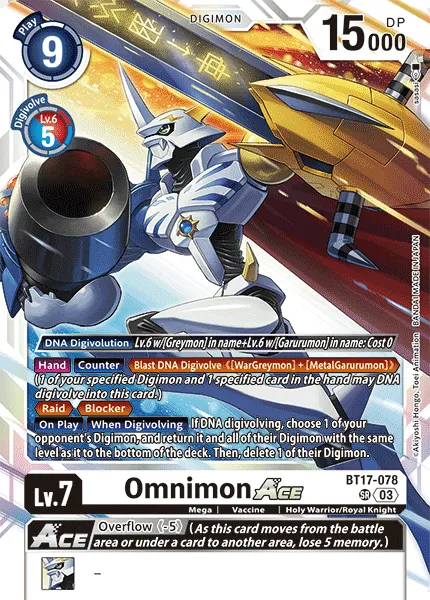 DIGIMON
Play
9
15000
DP
Digivolve
Lv.6
5
sasasi
DNA Digivolution Lv.6 w/[Greymon] in name+Lv.6 w/[Garurumon] in name: Cost 0
Hand Counter Blast DNA Digivolve 《[WarGreymon] + [MetalGarurumon]》
(1 of your specified Digimon and 1 specified card in the hand may DNA
digivolve into this card.)
Raid Blocker
On Play When Digivolving If DNA digivolving, choose 1 of your
opponent's Digimon, and return it and all of their Digimon with the same
level as it to the bottom of the deck. Then, delete 1 of their Digimon.
©Akiyoshi Hongo, Toei Animation BANDAI MADE IN JAPAN
Lv.7
Omnimon ACE
BT17-078
SR 03
Mega | Vaccine | Holy Warrior/Royal Knight
ACE Overflow 《-5》 (As this card moves from the battle
area or under a card to another area, lose 5 memory.)
–